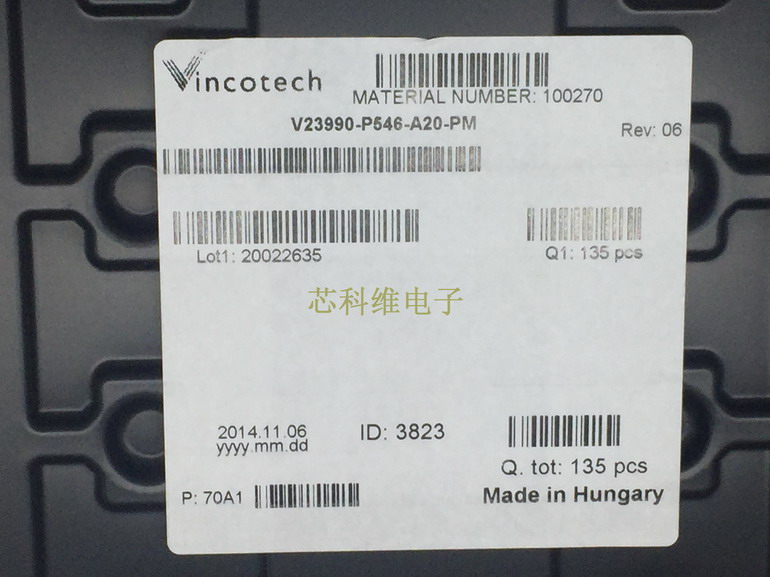 Vincotech
MATERIAL NUMBER: 100270
V23990-P546-A20-PM
Rev: 06
Lot1: 20022635
Q1: 135 pcs
芯科维电子
2014.11.06
yyyy.mm.dd
ID: 3823
Q. tot: 135 pcs
P: 70A1
Made in Hungary